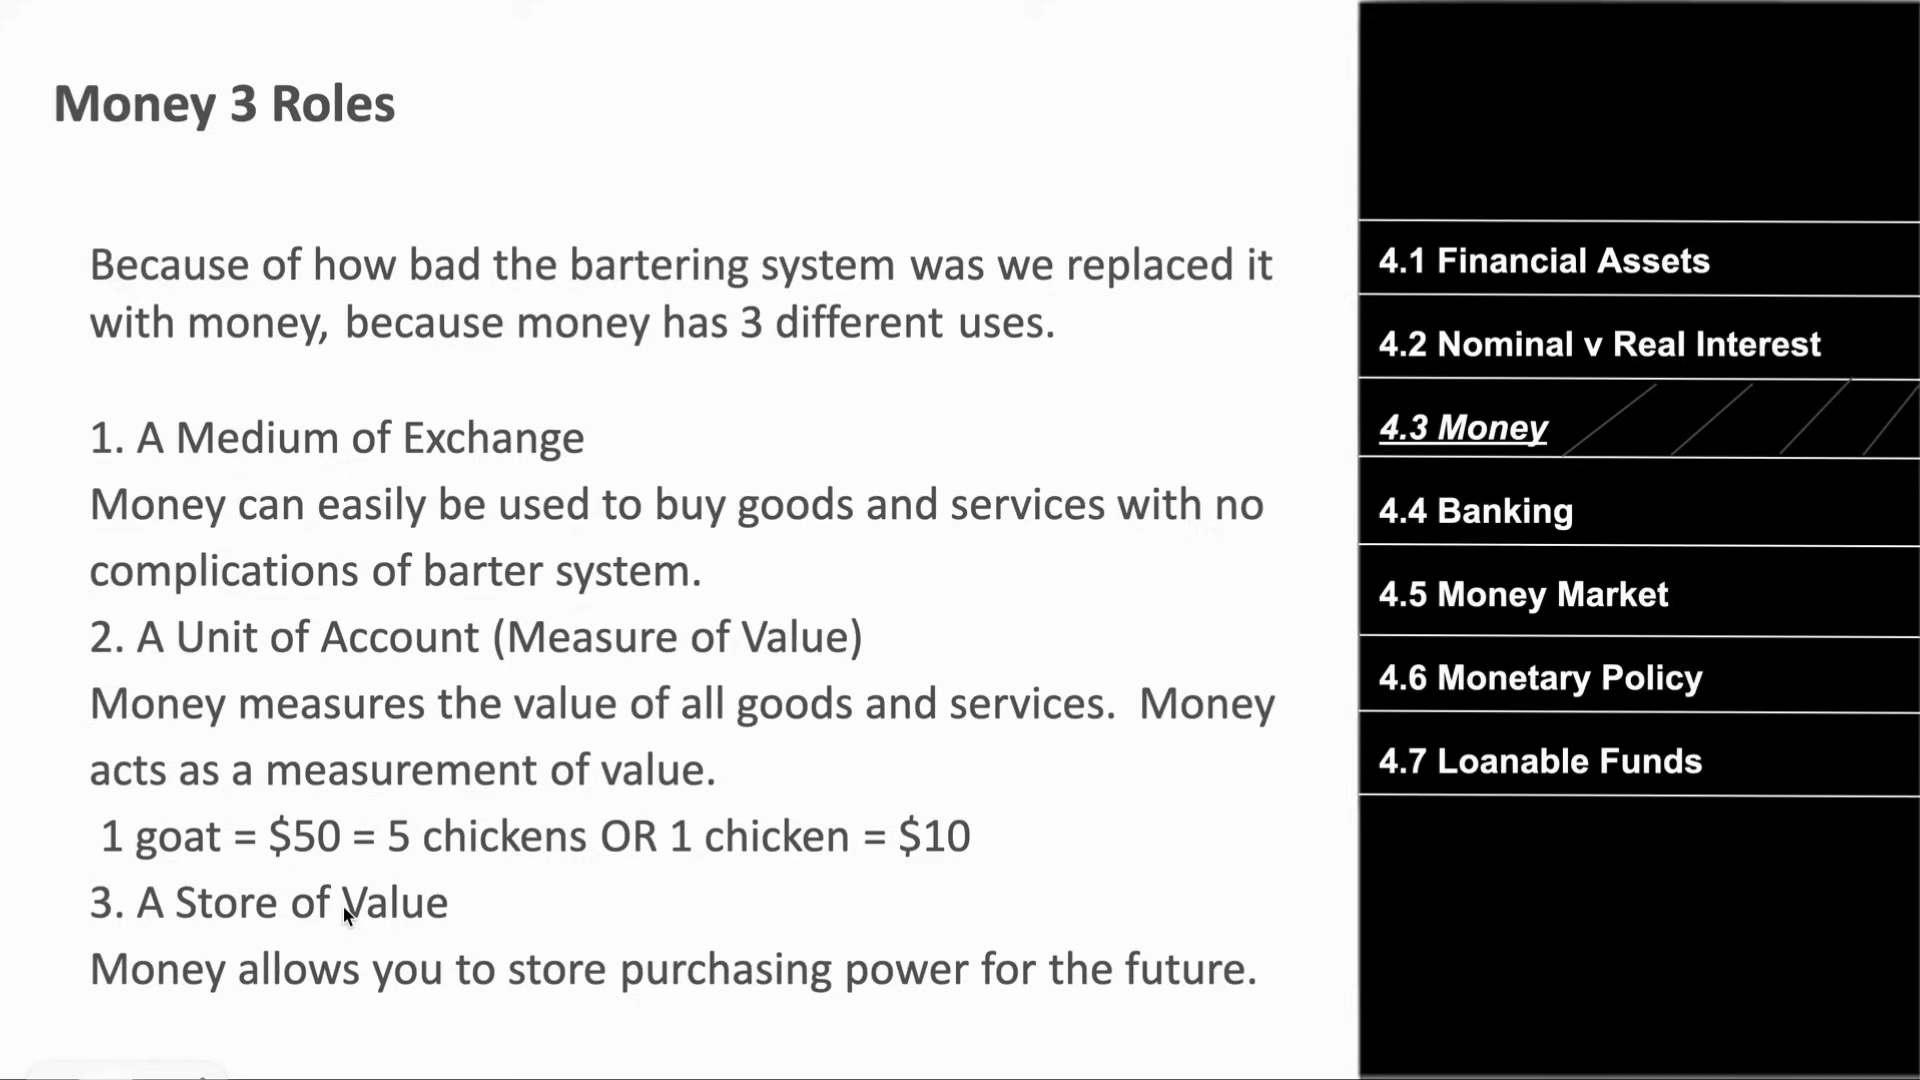 Money 3 Roles
Because of how bad the bartering system was we replaced it
with money, because money has 3 different uses.
1. A Medium of Exchange
Money can easily be used to buy goods and services with no
complications of barter system.
2. A Unit of Account (Measure of Value)
Money measures the value of all goods and services.  Money
acts as a measurement of value.
1 goat = $50 = 5 chickens OR 1 chicken = $10
3. A Store of Value
Money allows you to store purchasing power for the future.
4.1 Financial Assets
4.2 Nominal v Real Interest
4.3 Money
4.4 Banking
4.5 Money Market
4.6 Monetary Policy
4.7 Loanable Funds